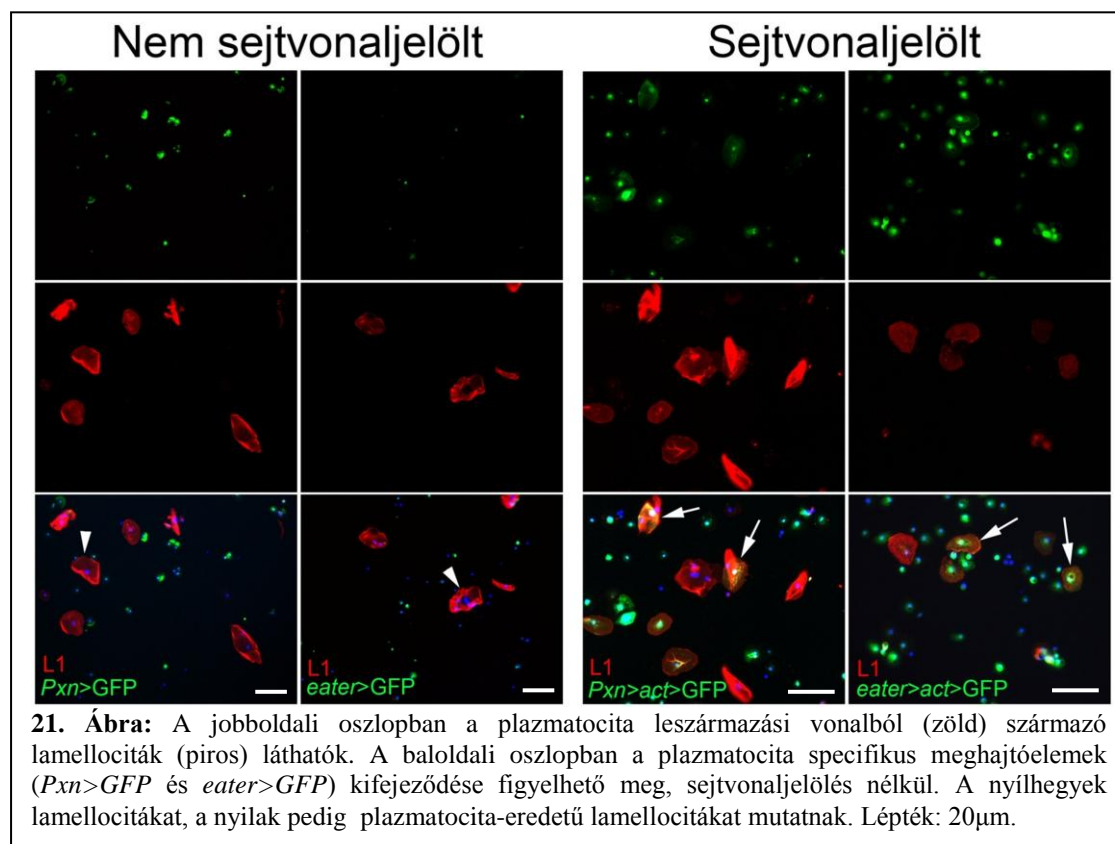 Nem sejtvonaljelölt
Sejtvonaljelölt
L1
Pxn>GFP
L1
eater>GFP
L1
Pxn>act>GFP
L1
eater>act>GFP
21. Ábra: A jobboldali oszlopban a plazmatocita leszármazási vonalból (zöld) származó
lamellociták (piros) láthatók. A baloldali oszlopban a plazmatocita specifikus meghajtóelemek
(Pxn>GFP és eater>GFP) kifejeződése figyelhető meg, sejtvonaljelölés nélkül. A nyílhegyek
lamellocitákat, a nyilak pedig plazmatocita-eredetű lamellocitákat mutatnak. Lépték: 20μm.